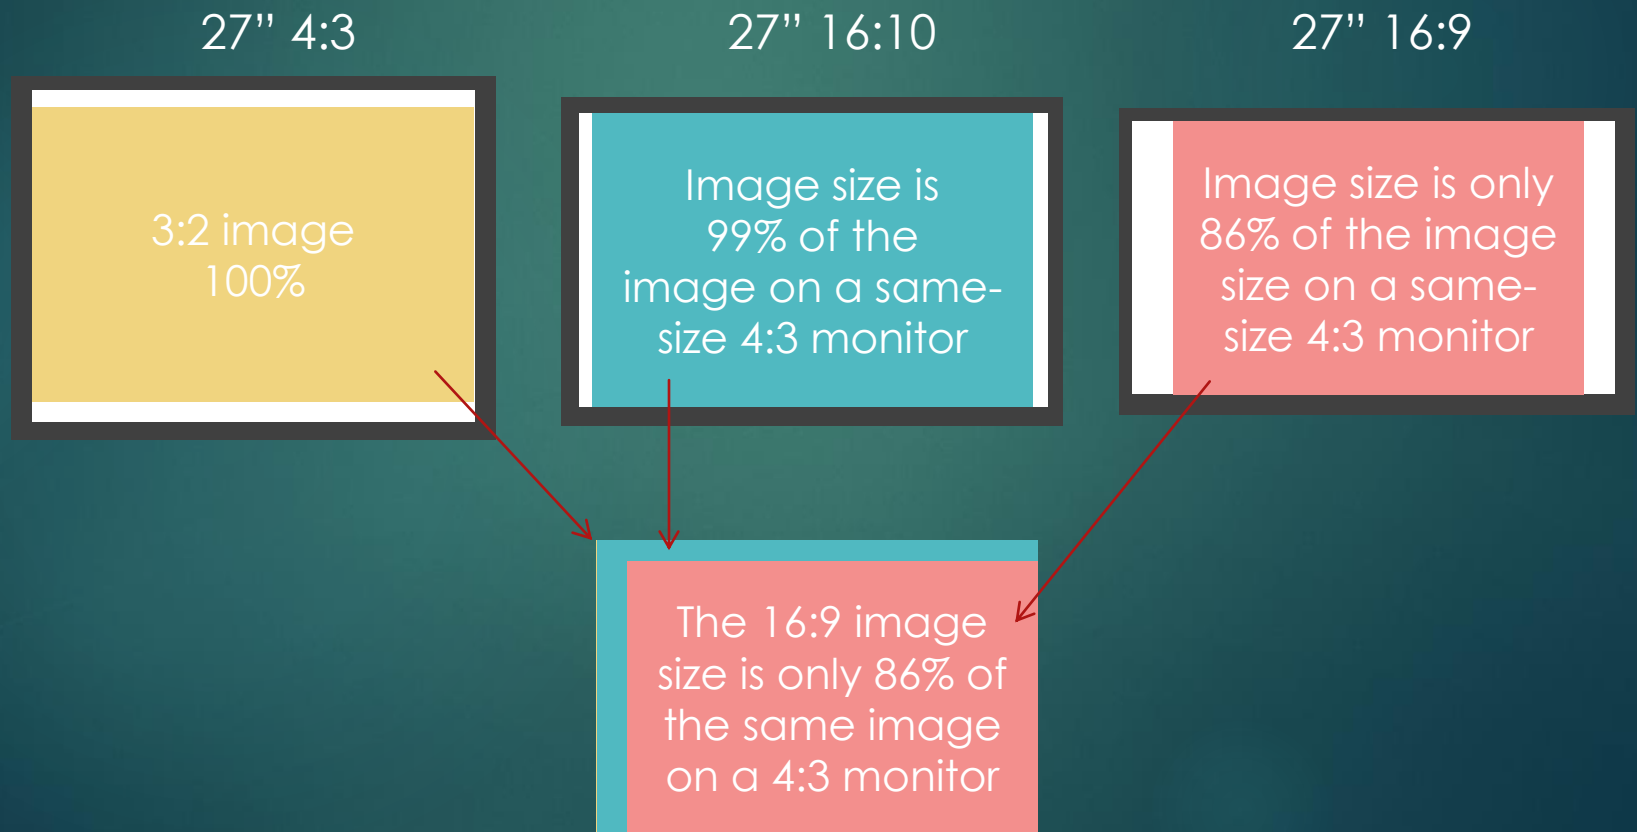 27” 4:3
27” 16:10
27” 16:9
3:2 image
100%
Image size is
99% of the
image on a same-
size 4:3 monitor
Image size is only
86% of the image
size on a same-
size 4:3 monitor
The 16:9 image
size is only 86% of
the same image
on a 4:3 monitor